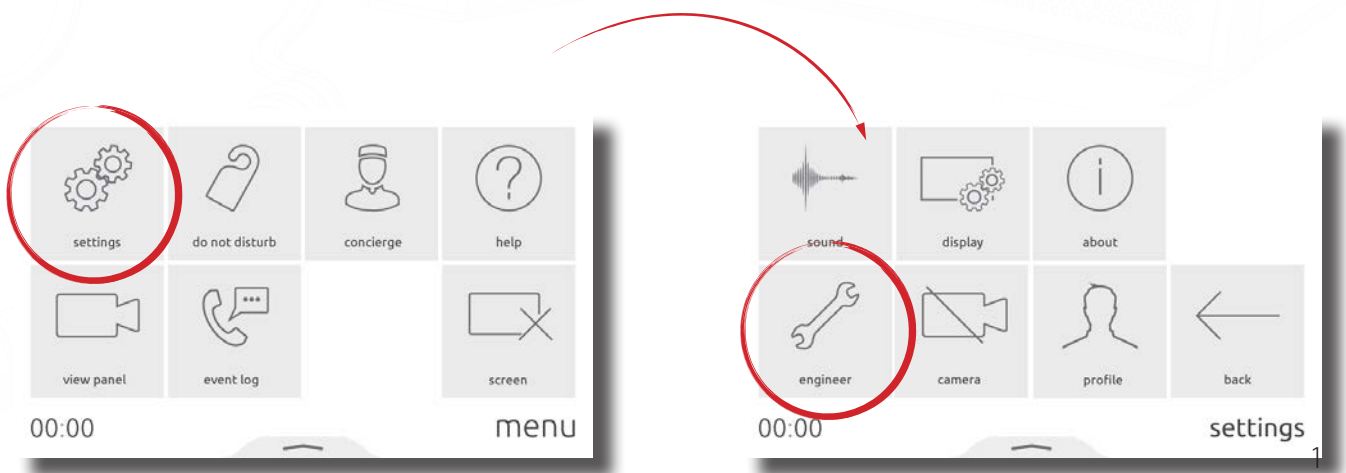 settings
do not disturb
concierge
help
view panel
event log
screen
00:00
menu
sound
display
about
engineer
camera
profile
back
00:00
settings
1